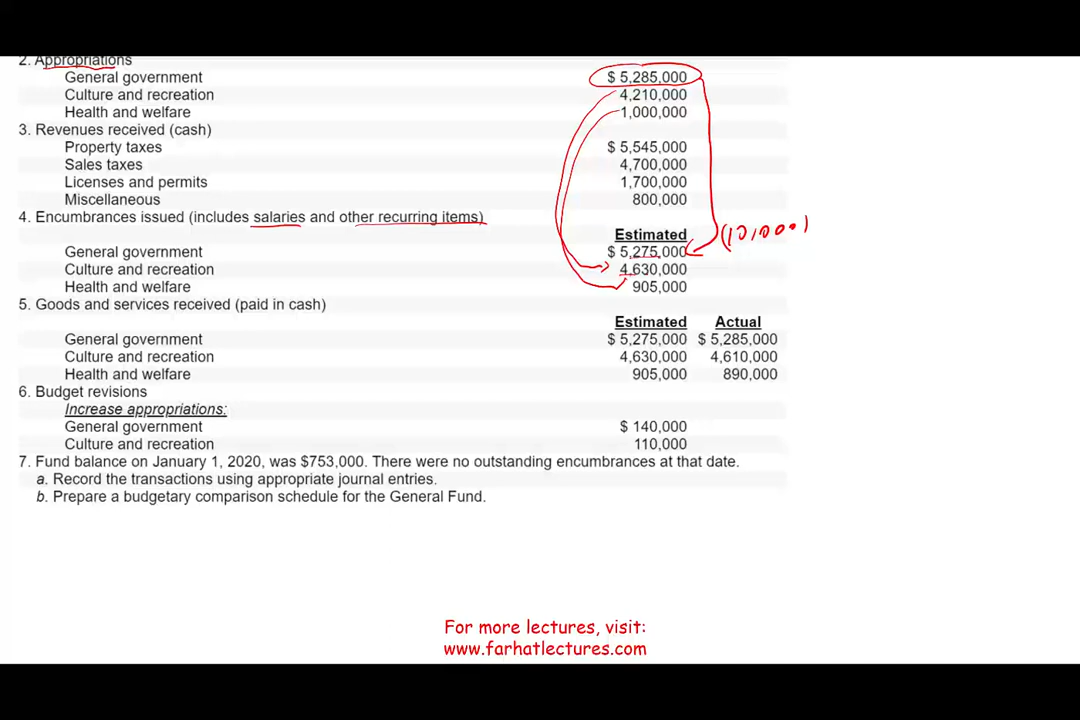 2. Appropriations
General government $ 5,285,000
Culture and recreation 4,210,000
Health and welfare 1,000,000
3. Revenues received (cash)
Property taxes $ 5,545,000
Sales taxes 4,700,000
Licenses and permits 1,700,000
Miscellaneous 800,000
4. Encumbrances issued (includes salaries and other recurring items)
Estimated (10,000)
General government $ 5,275,000
Culture and recreation 4,630,000
Health and welfare 905,000
5. Goods and services received (paid in cash)
Estimated Actual
General government $ 5,275,000 $ 5,285,000
Culture and recreation 4,630,000 4,610,000
Health and welfare 905,000 890,000
6. Budget revisions
Increase appropriations:
General government $ 140,000
Culture and recreation 110,000
7. Fund balance on January 1, 2020, was $753,000. There were no outstanding encumbrances at that date.
a. Record the transactions using appropriate journal entries.
b. Prepare a budgetary comparison schedule for the General Fund.
For more lectures, visit:
www.farhatlectures.com